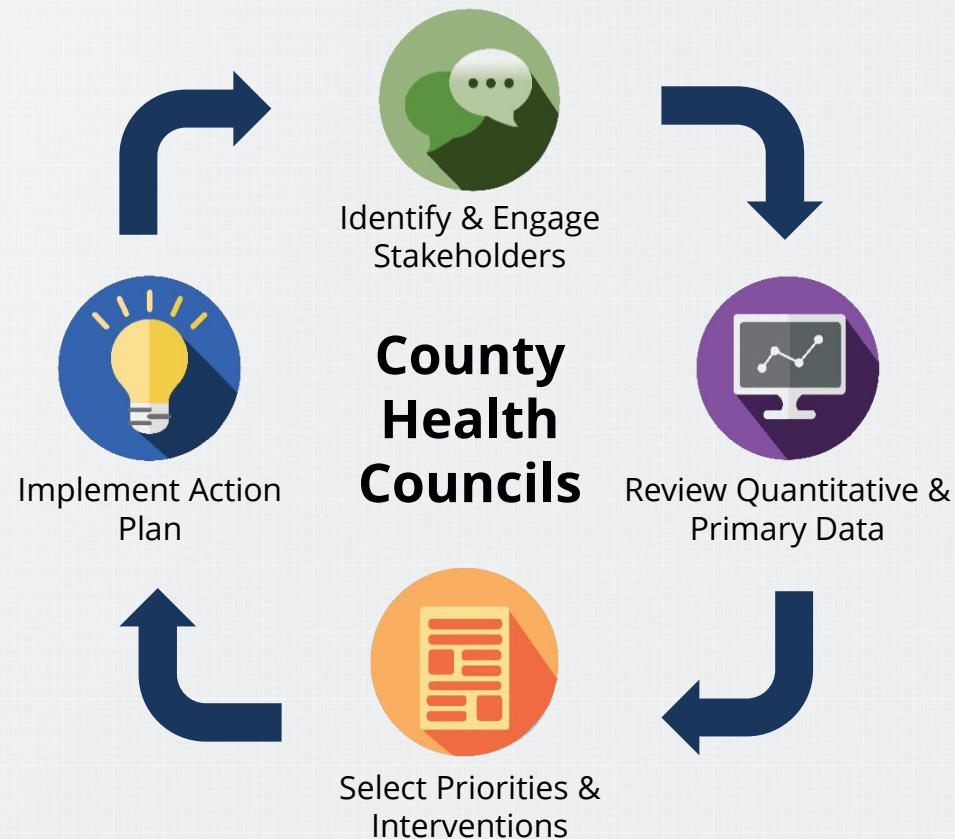 Identify & Engage
Stakeholders
County
Health
Councils
Implement Action
Plan
Review Quantitative &
Primary Data
Select Priorities &
Interventions